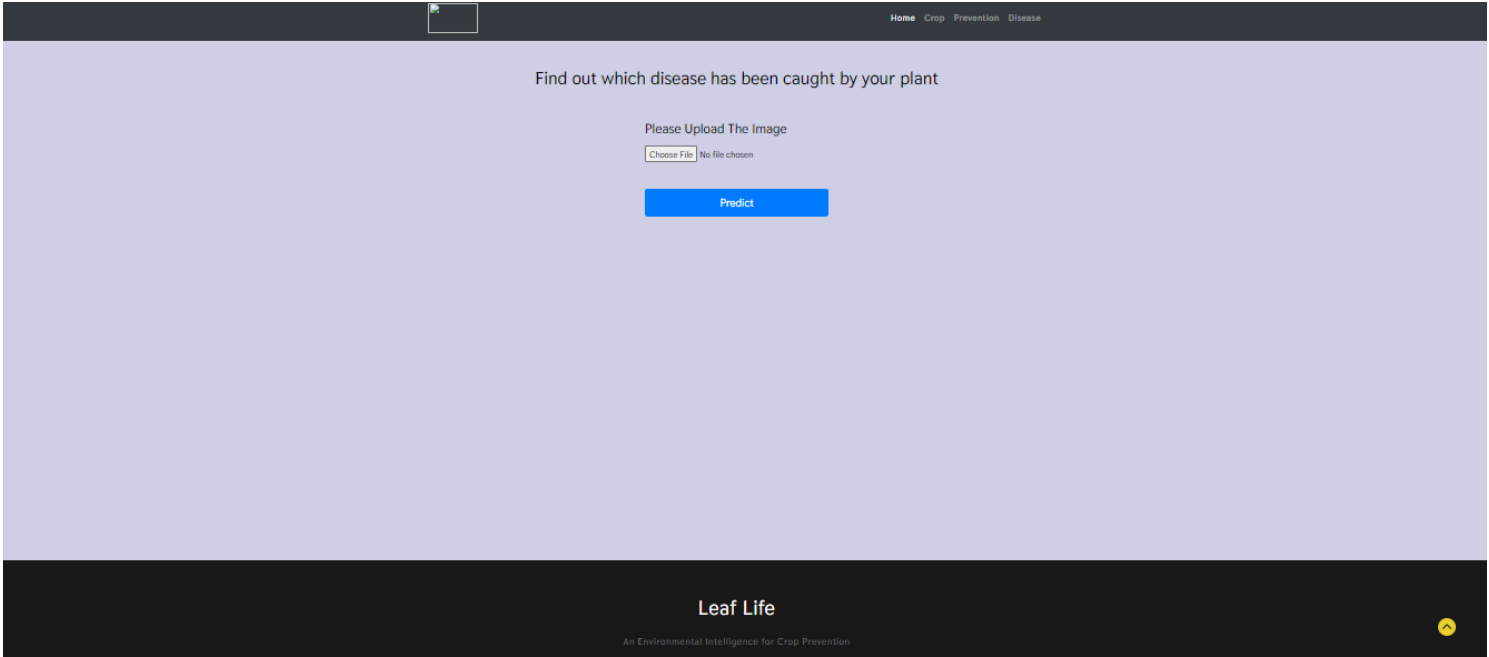 Home Crop Prevention Disease
Find out which disease has been caught by your plant
Please Upload The Image
Choose File No file chosen
Predict
Leaf Life
An Environmental Intelligence for Crop Prevention